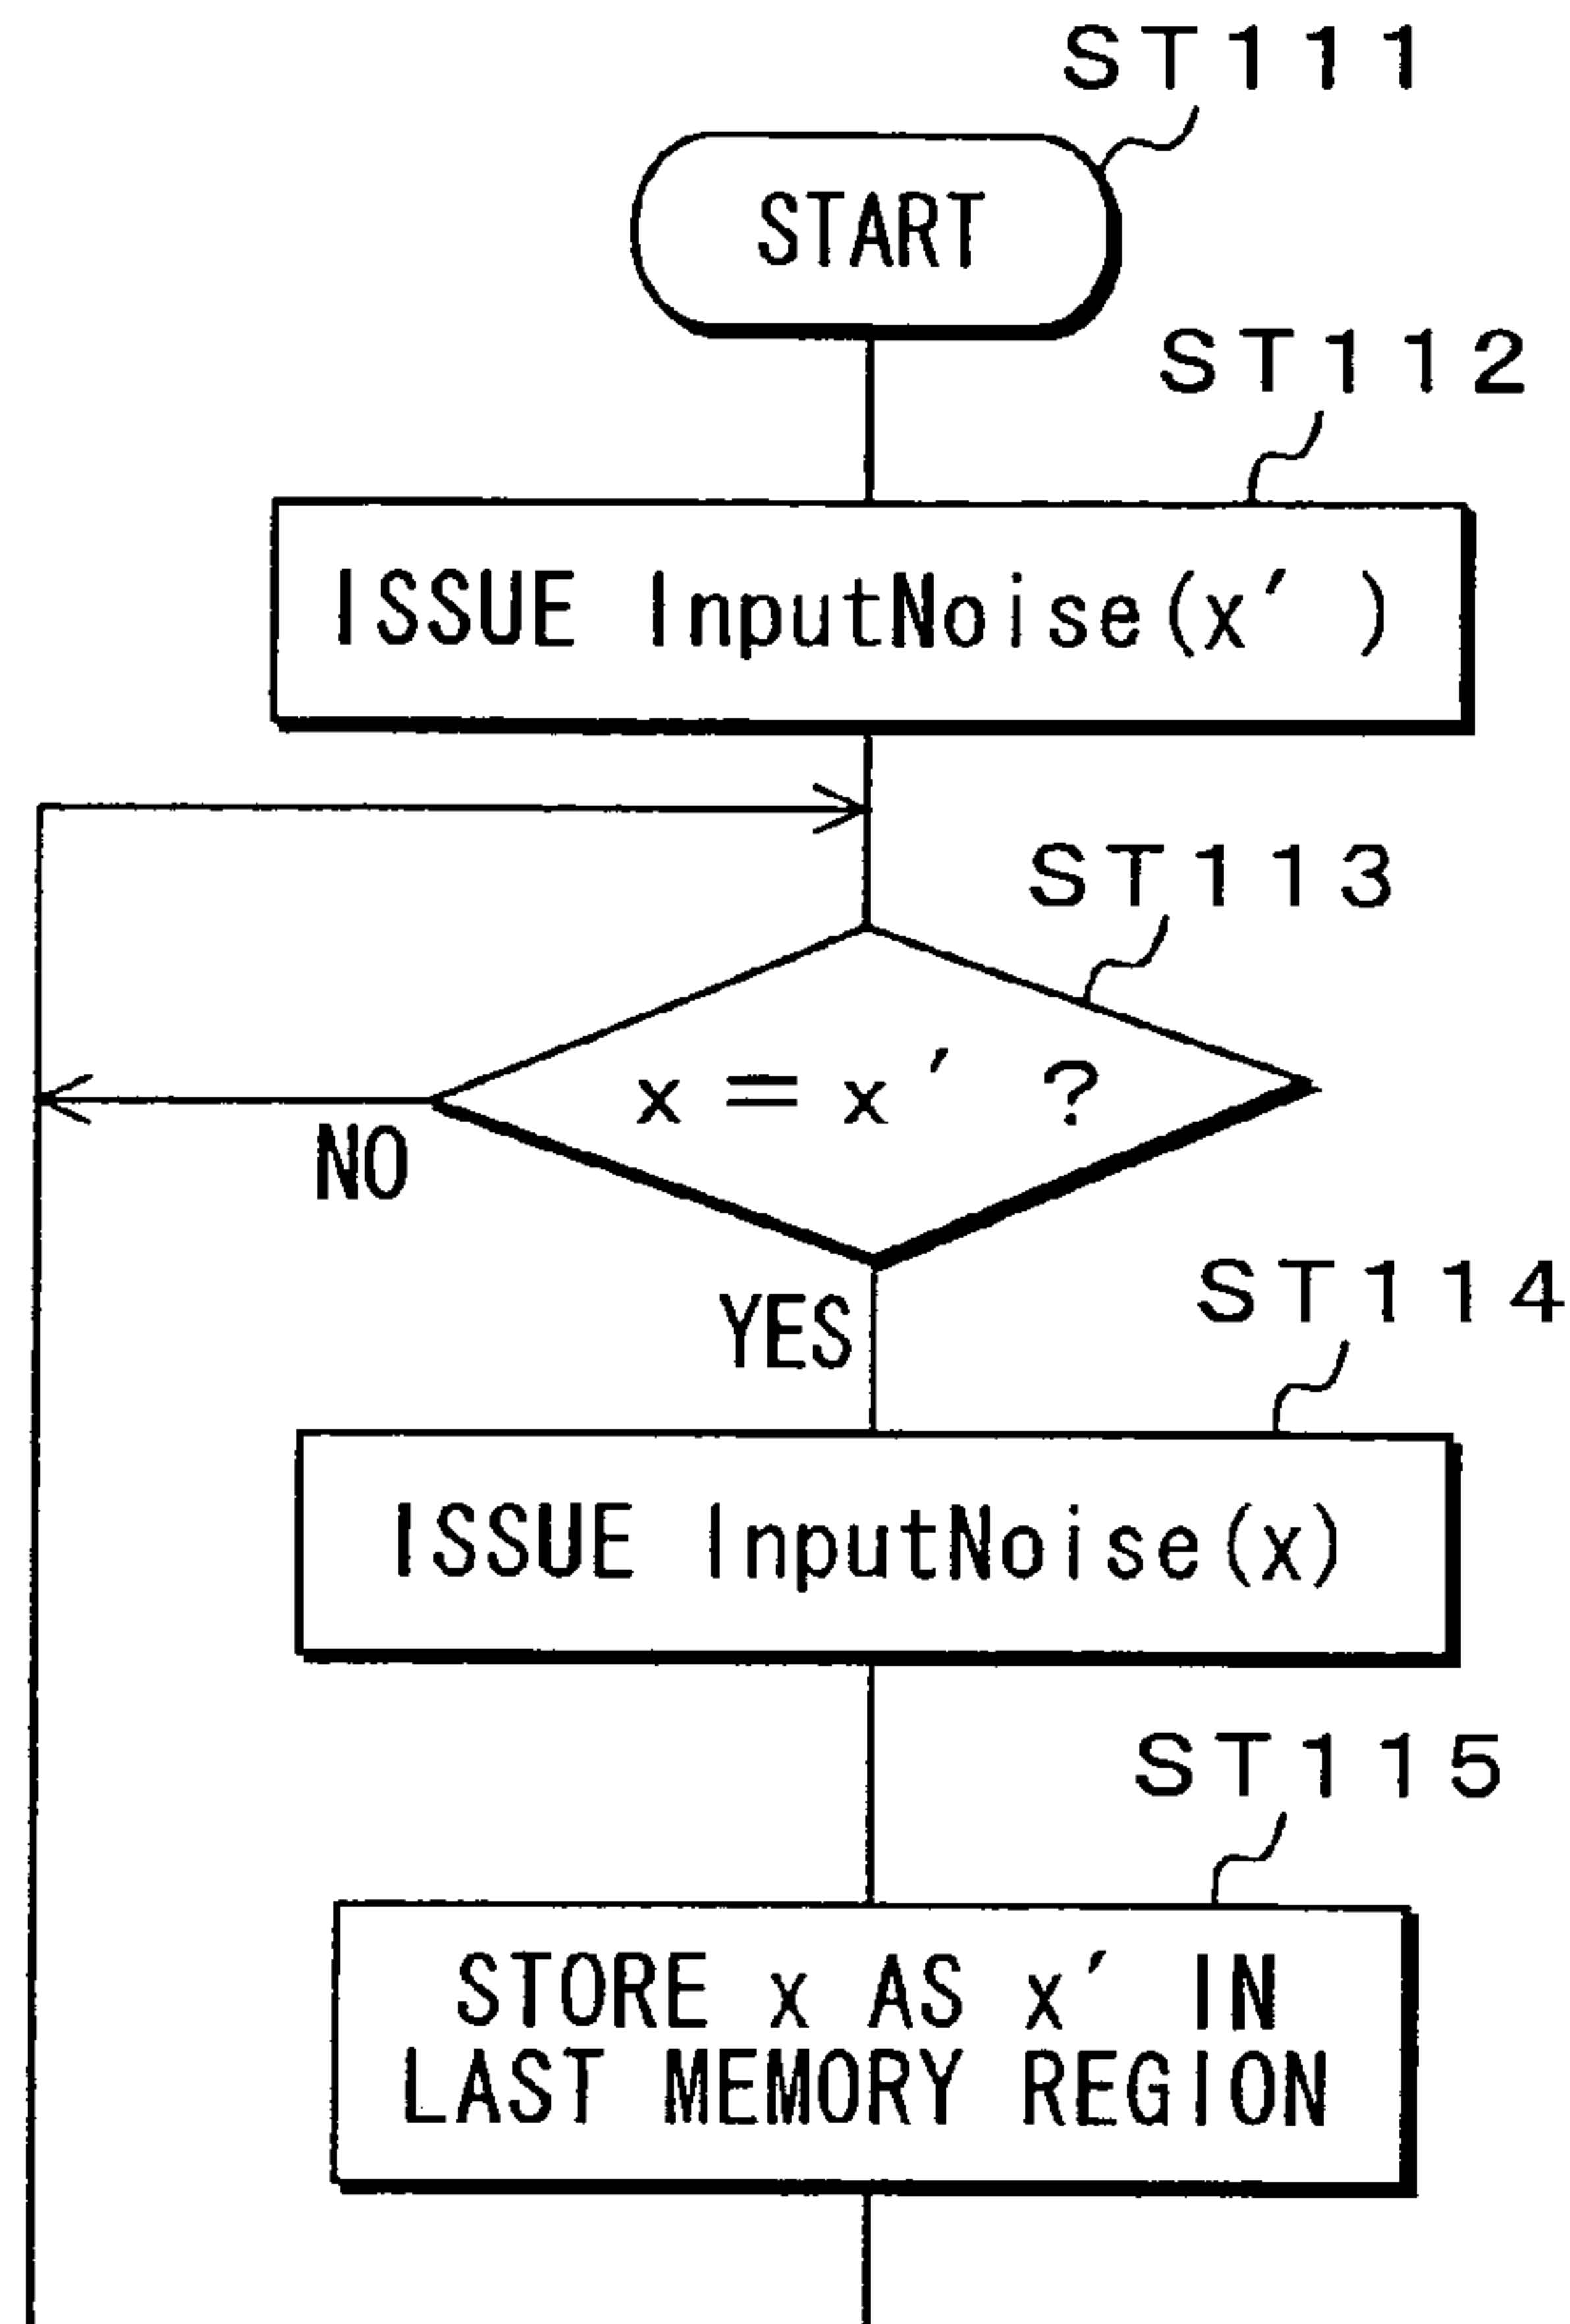 ST111
START
ST112
ISSUE InputNoise(x′ )
ST113
x = x ′ ?
NO
YES
ST114
ISSUE InputNoise(x)
ST115
STORE x AS x′ IN
LAST MEMORY REGION